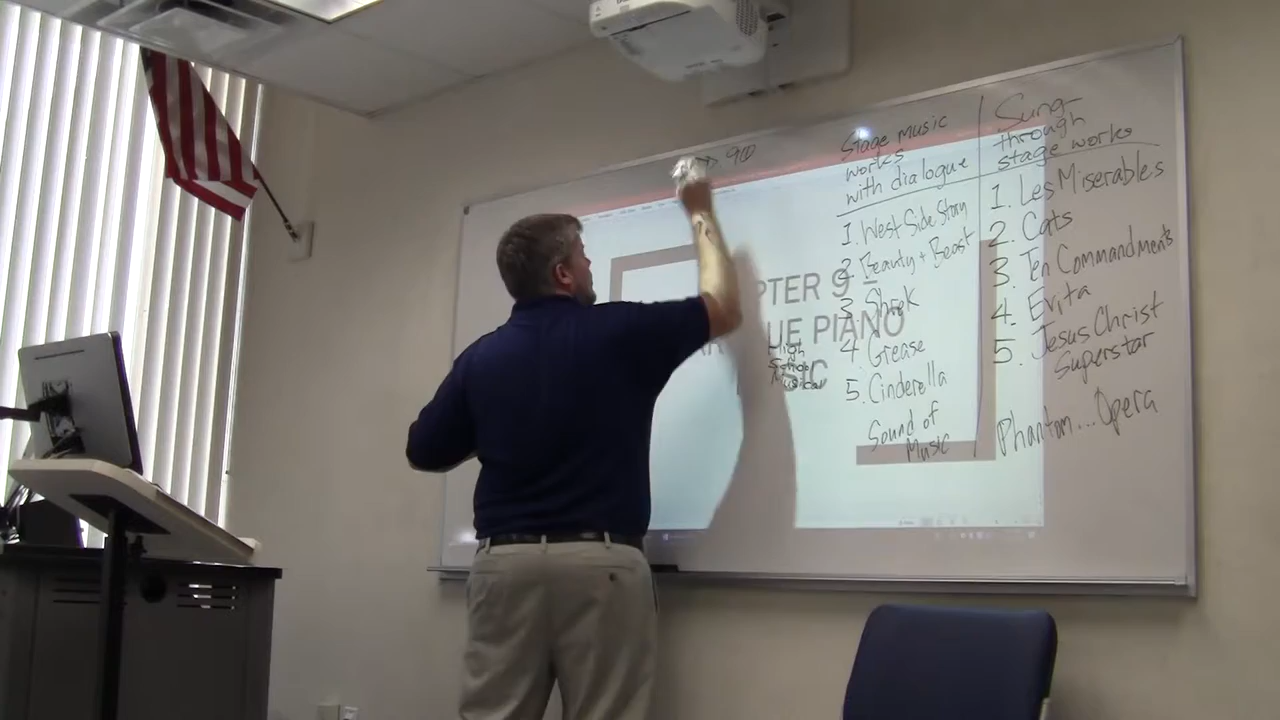 Stage music
works
with dialogue
1. West Side Story
2. Beauty + Beast
3. Shrek
4. Grease
5. Cinderella
Sound of
Music
High
School
Musical
Sung-
through
stage works
1. Les Miserables
2. Cats
3. Ten Commandments
4. Evita
5. Jesus Christ
Superstar
Phantom... Opera
PTER 9 –
UE PIANO
SIC